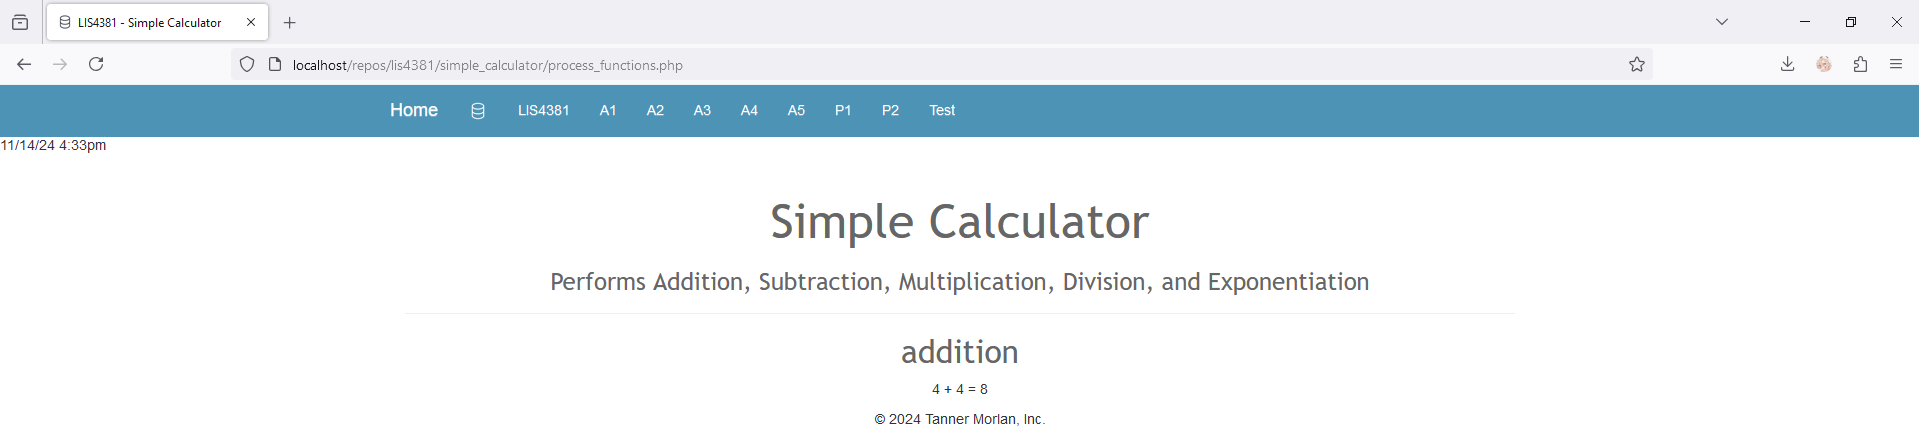 LIS4381 - Simple Calculator
localhost/repos/lis4381/simple_calculator/process_functions.php
Home LIS4381 A1 A2 A3 A4 A5 P1 P2 Test
11/14/24 4:33pm
Simple Calculator
Performs Addition, Subtraction, Multiplication, Division, and Exponentiation
addition
4 + 4 = 8
© 2024 Tanner Morlan, Inc.